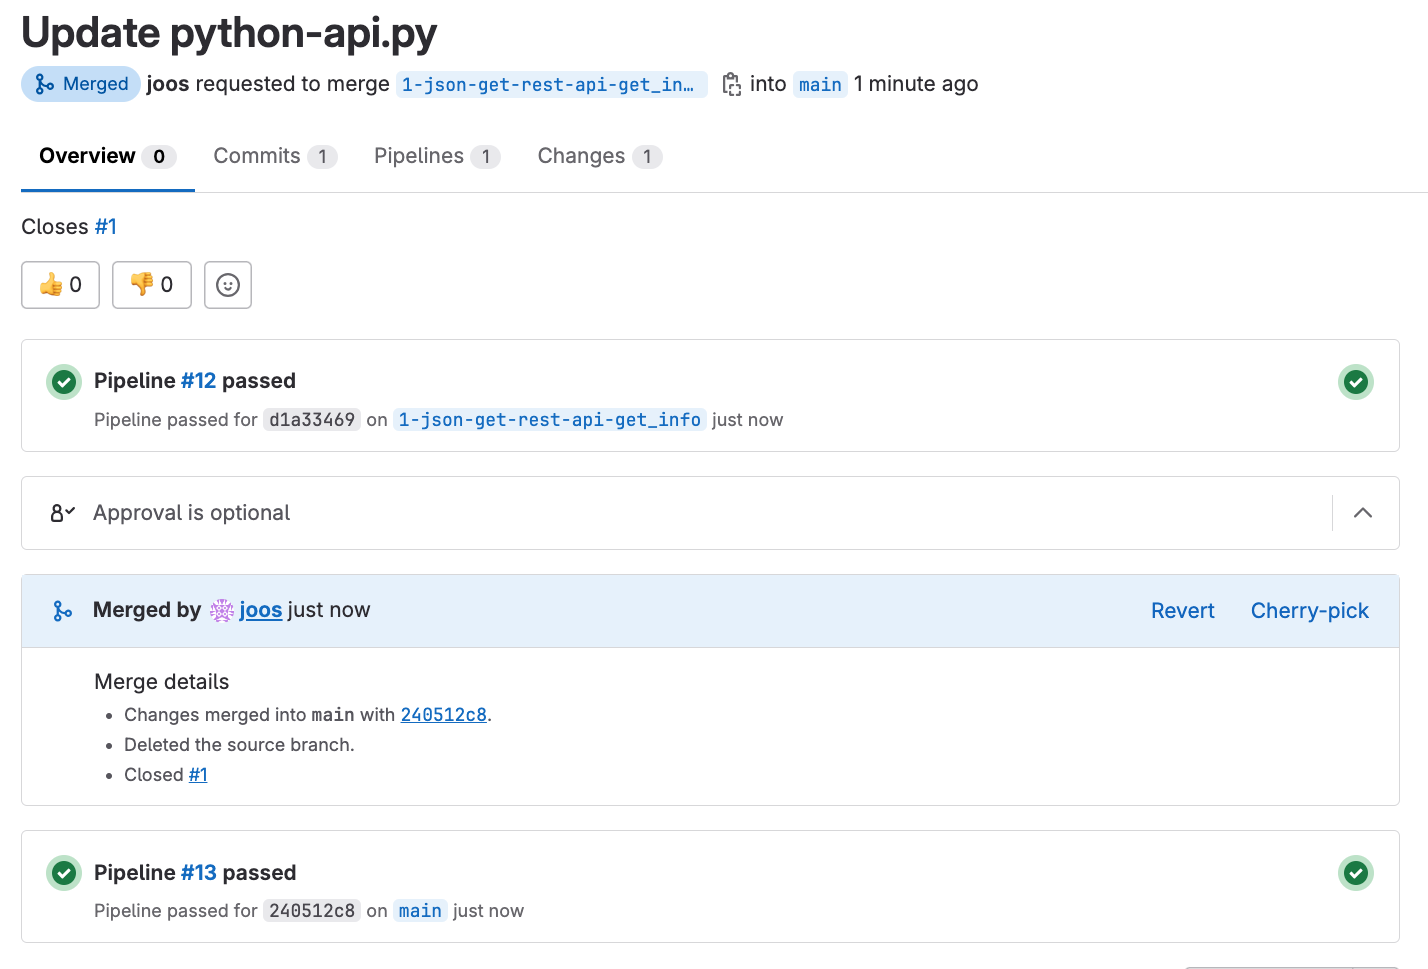 Update python-api.py
Merged joos requested to merge 1-json-get-rest-api-get_in… into main 1 minute ago
Overview 0 Commits 1 Pipelines 1 Changes 1
Closes #1
👍 0 👎 0
Pipeline #12 passed
Pipeline passed for d1a33469 on 1-json-get-rest-api-get_info just now
Approval is optional
Merged by joos just now Revert Cherry-pick
Merge details
• Changes merged into main with 240512c8.
• Deleted the source branch.
• Closed #1
Pipeline #13 passed
Pipeline passed for 240512c8 on main just now